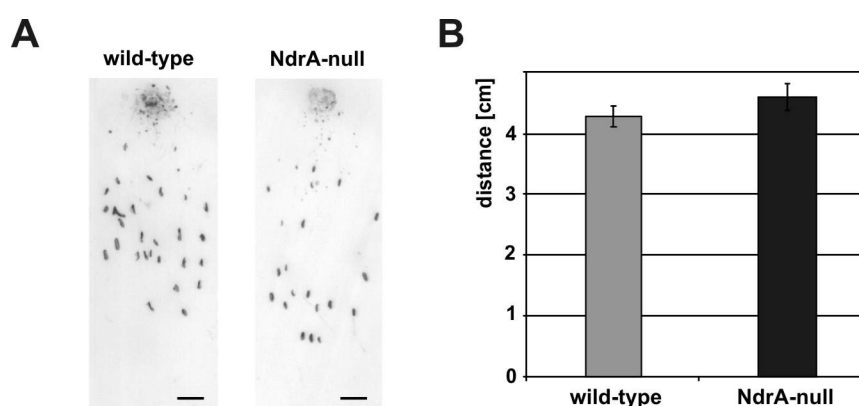 A
wild-type
NdrA-null
B
distance [cm]
4
3
2
1
0
wild-type
NdrA-null